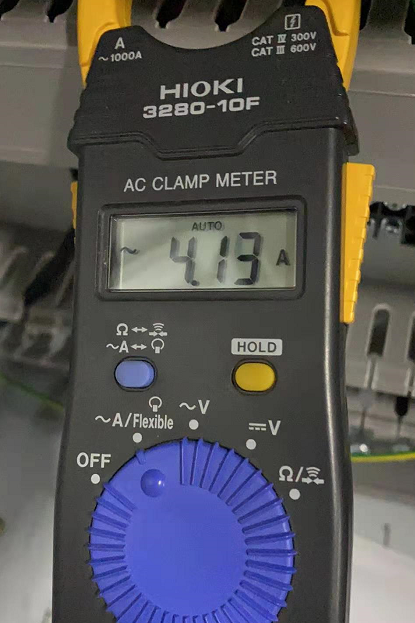 A
~1000A
CAT IV 300V
CAT III 600V
HIOKI
3280-10F
AC CLAMP METER
AUTO
~ 4.13 A
Ω ↔
~A ↔
HOLD
~A/Flexible
~V
⎓V
OFF
Ω/